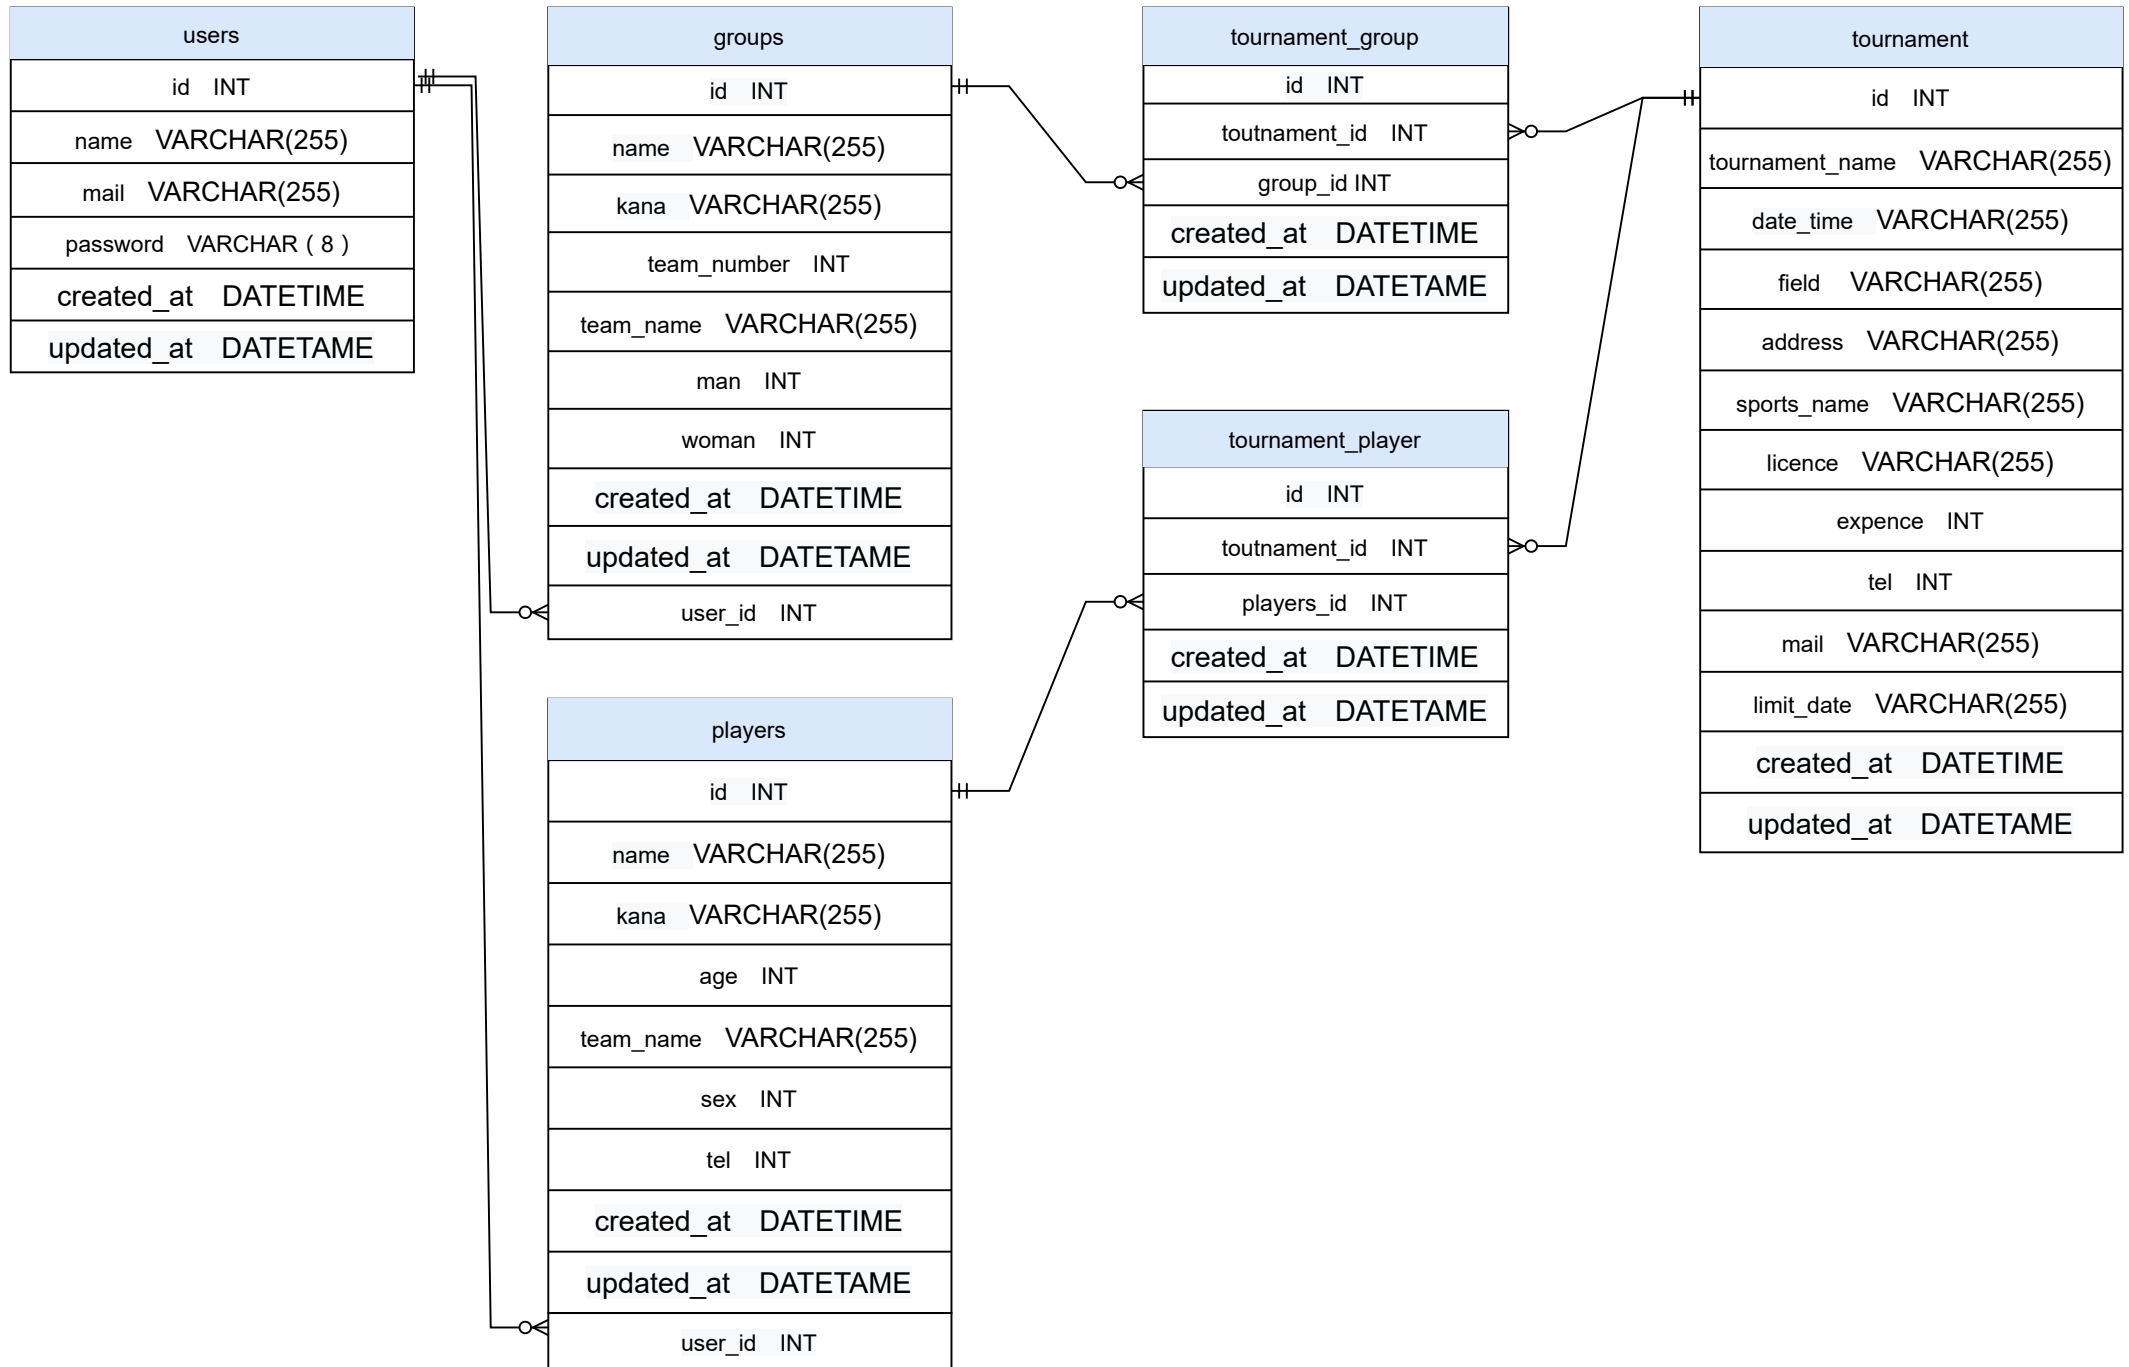 users
id INT
name VARCHAR(255)
mail VARCHAR(255)
password VARCHAR ( 8 )
created_at DATETIME
updated_at DATETAME
groups
id INT
name VARCHAR(255)
kana VARCHAR(255)
team_number INT
team_name VARCHAR(255)
man INT
woman INT
created_at DATETIME
updated_at DATETAME
user_id INT
players
id INT
name VARCHAR(255)
kana VARCHAR(255)
age INT
team_name VARCHAR(255)
sex INT
tel INT
created_at DATETIME
updated_at DATETAME
user_id INT
tournament_group
id INT
toutnament_id INT
group_id INT
created_at DATETIME
updated_at DATETAME
tournament_player
id INT
toutnament_id INT
players_id INT
created_at DATETIME
updated_at DATETAME
tournament
id INT
tournament_name VARCHAR(255)
date_time VARCHAR(255)
field VARCHAR(255)
address VARCHAR(255)
sports_name VARCHAR(255)
licence VARCHAR(255)
expence INT
tel INT
mail VARCHAR(255)
limit_date VARCHAR(255)
created_at DATETIME
updated_at DATETAME